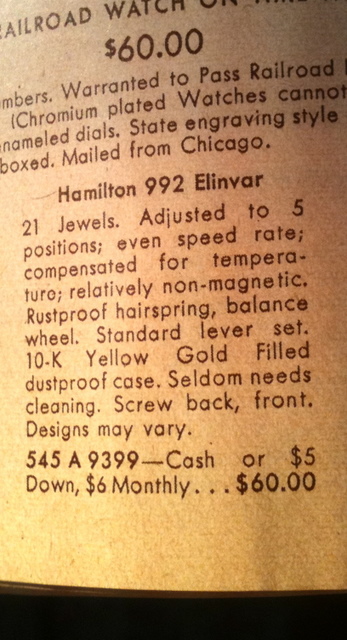 RAILROAD WATCH ON
$60.00
mbers. Warranted to Pass Railroad
(Chromium plated Watches cannot
nameled dials. State engraving style
boxed. Mailed from Chicago.
Hamilton 992 Elinvar
21 Jewels. Adjusted to 5
positions; even speed rate;
compensated for tempera-
ture; relatively non-magnetic.
Rustproof hairspring, balance
wheel. Standard lever set.
10-K Yellow Gold Filled
dustproof case. Seldom needs
cleaning. Screw back, front.
Designs may vary.
545 A 9399—Cash or $5
Down, $6 Monthly...$60.00